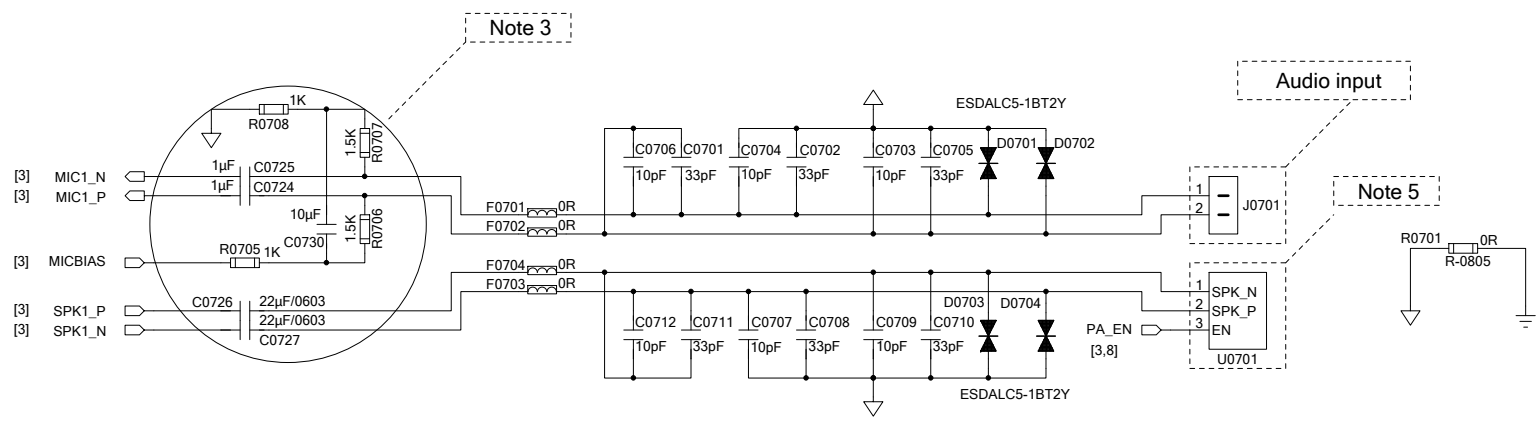 Note 3
Audio input
ESDALC5-1BT2Y
1K
R0708
1.5K
R0707
C0706
C0701
C0704
C0702
C0703
C0705
D0701
D0702
10pF
33pF
10pF
33pF
10pF
33pF
[3] MIC1_N
1µF
C0725
[3] MIC1_P
1µF
C0724
Note 5
F0701
0R
F0702
0R
1
2
J0701
10µF
C0730
1.5K
R0706
R0705
1K
[3] MICBIAS
R0701
0R
R-0805
F0704
0R
F0703
0R
[3] SPK1_P
C0726
22µF/0603
[3] SPK1_N
22µF/0603
C0727
C0712
C0711
C0707
C0708
C0709
C0710
D0703
D0704
10pF
33pF
10pF
33pF
10pF
33pF
ESDALC5-1BT2Y
1 SPK_N
2 SPK_P
PA_EN
3 EN
[3,8]
U0701